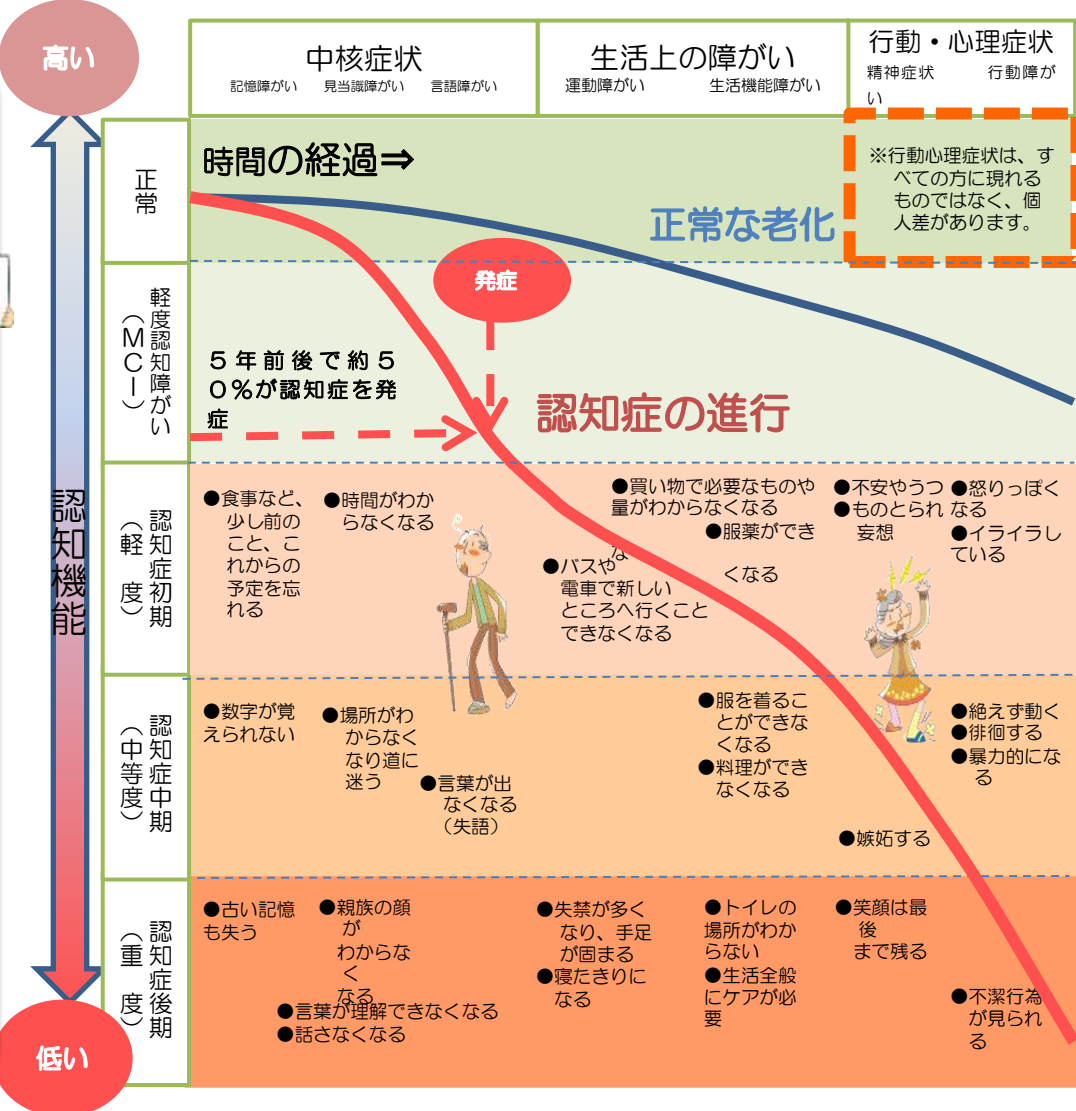 高い
中核症状
記憶障がい 見当識障がい 言語障がい
生活上の障がい
運動障がい 生活機能障がい
行動・心理症状
精神症状 行動障が
い
正常
時間の経過⇒
正常な老化
※行動心理症状は、す
べての方に現れる
ものではなく、個
人差があります。
軽度認知障がい
(MCI)
発症
5年前後で約5
0%が認知症を発
症
認知症の進行
認知機能
認知症初期
(軽 度)
●食事など、
少し前の
こと、こ
れからの
予定を忘
れる
●時間がわか
らなくなる
●買い物で必要なものや
量がわからなくなる
●服薬ができ
な
くなる
●バスや
電車で新しい
ところへ行くこと
できなくなる
●不安やうつ
●ものとられ
妄想
●怒りっぽく
なる
●イライラし
ている
認知症中期
(中等度)
●数字が覚
えられない
●場所がわ
からなく
なり道に
迷う
●言葉が出
なくなる
(失語)
●服を着るこ
とができな
くなる
●料理ができ
なくなる
●嫉妬する
●絶えず動く
●徘徊する
●暴力的にな
る
認知症後期
(重 度)
●古い記憶
も失う
●親族の顔
が
わからな
く
なる
●言葉が理解できなくなる
●話さなくなる
●失禁が多く
なり、手足
が固まる
●寝たきりに
なる
●トイレの
場所がわか
らない
●生活全般
にケアが必
要
●笑顔は最
後
まで残る
●不潔行為
が見られ
る
低い